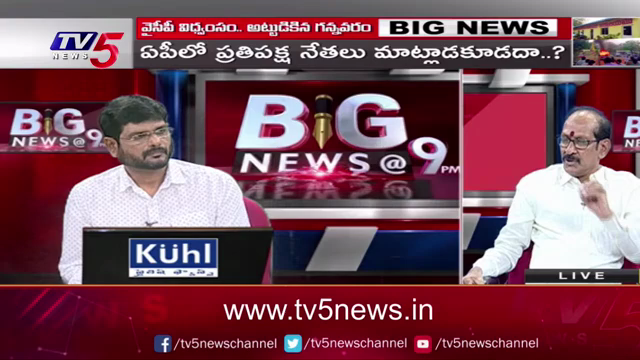 వైసీపీ విధ్వంసం.. అట్టుడికిన గన్నవరం
BIG NEWS
TV5
NEWS
ఏపీలో ప్రతిపక్ష నేతలు మాట్లాడకూడదా..?
BIG
NEWS@9
BIG
NEWS@9PM
Kühl
LIVE
www.tv5news.in
/tv5newschannel
/tv5newschannel
/tv5newschannel